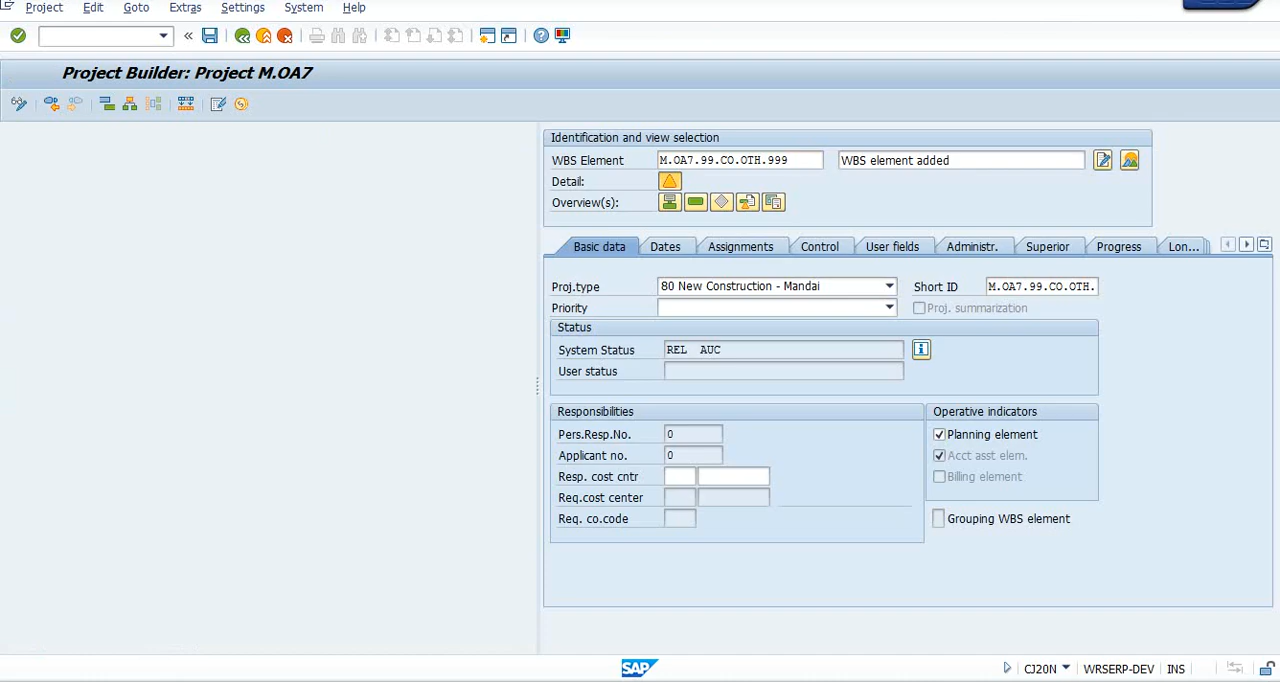 Project Edit Goto Extras Settings System Help
Project Builder: Project M.OA7
Identification and view selection
WBS Element M.OA7.99.CO.OTH.999 WBS element added
Detail:
Overview(s):
Basic data Dates Assignments Control User fields Administr. Superior Progress Lon...
Proj.type 80 New Construction - Mandai Short ID M.OA7.99.CO.OTH.
Priority Proj. summarization
Status
System Status REL AUC
User status
Responsibilities Operative indicators
Pers.Resp.No. 0 Planning element
Applicant no. 0 Acct asst elem.
Resp. cost cntr Billing element
Req.cost center
Req. co.code Grouping WBS element
SAP CJ20N WRSERP-DEV INS